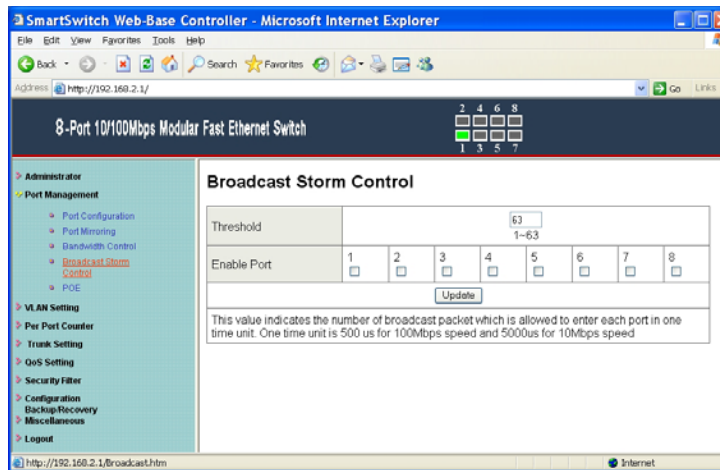 SmartSwitch Web-Base Controller - Microsoft Internet Explorer
File Edit View Favorites Tools Help
Back Search Favorites
Address http://192.168.2.1/ Go Links
2 4 6 8
8-Port 10/100Mbps Modular Fast Ethernet Switch
1 3 5 7
Administrator
Port Management
Port Configuration
Port Mirroring
Bandwidth Control
Broadcast Storm
Control
POE
VLAN Setting
Per Port Counter
Trunk Setting
QoS Setting
Security Filter
Configuration
Backup/Recovery
Miscellaneous
Logout
Broadcast Storm Control
Threshold
63
1~63
Enable Port
1 2 3 4 5 6 7 8
Update
This value indicates the number of broadcast packet which is allowed to enter each port in one
time unit. One time unit is 500 us for 100Mbps speed and 5000us for 10Mbps speed
http://192.168.2.1/Broadcast.htm Internet